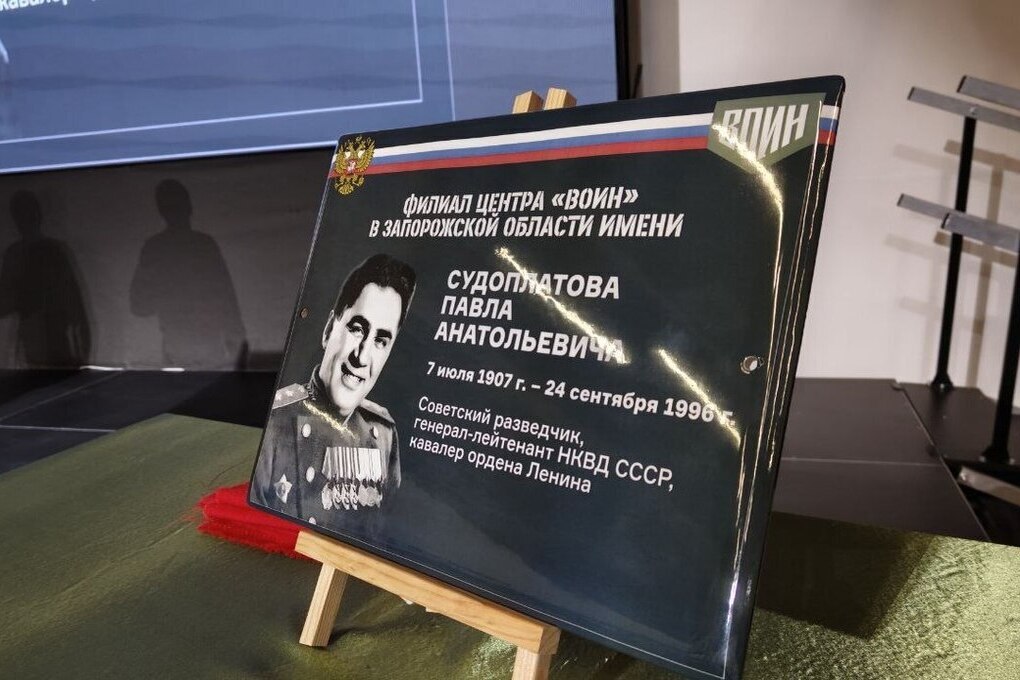 ВОИН
ФИЛИАЛ ЦЕНТРА «ВОИН»
В ЗАПОРОЖСКОЙ ОБЛАСТИ ИМЕНИ
СУДОПЛАТОВА
ПАВЛА
АНАТОЛЬЕВИЧА
7 июля 1907 г. – 24 сентября 1996 г.
Советский разведчик,
генерал-лейтенант НКВД СССР,
кавалер ордена Ленина